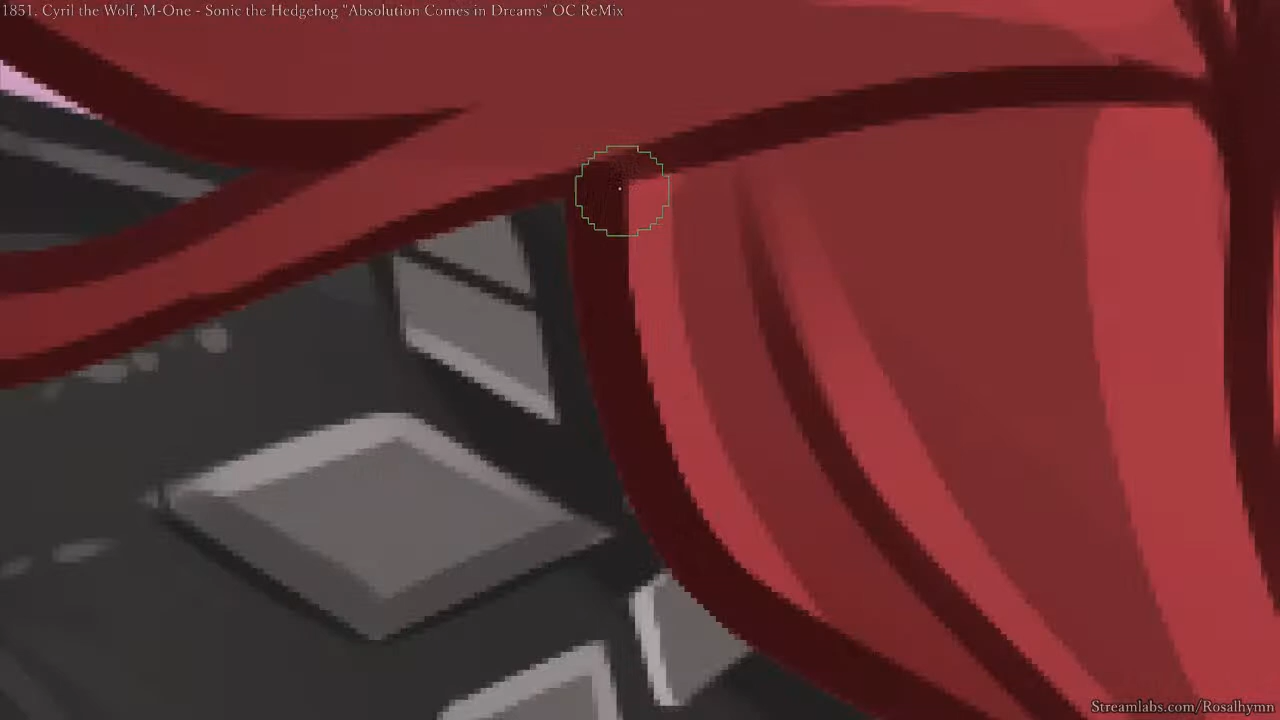 1851. Cyril the Wolf, M-One - Sonic the Hedgehog "Absolution Comes in Dreams" OC ReMix
Streamlabs.com/Rosalhymn